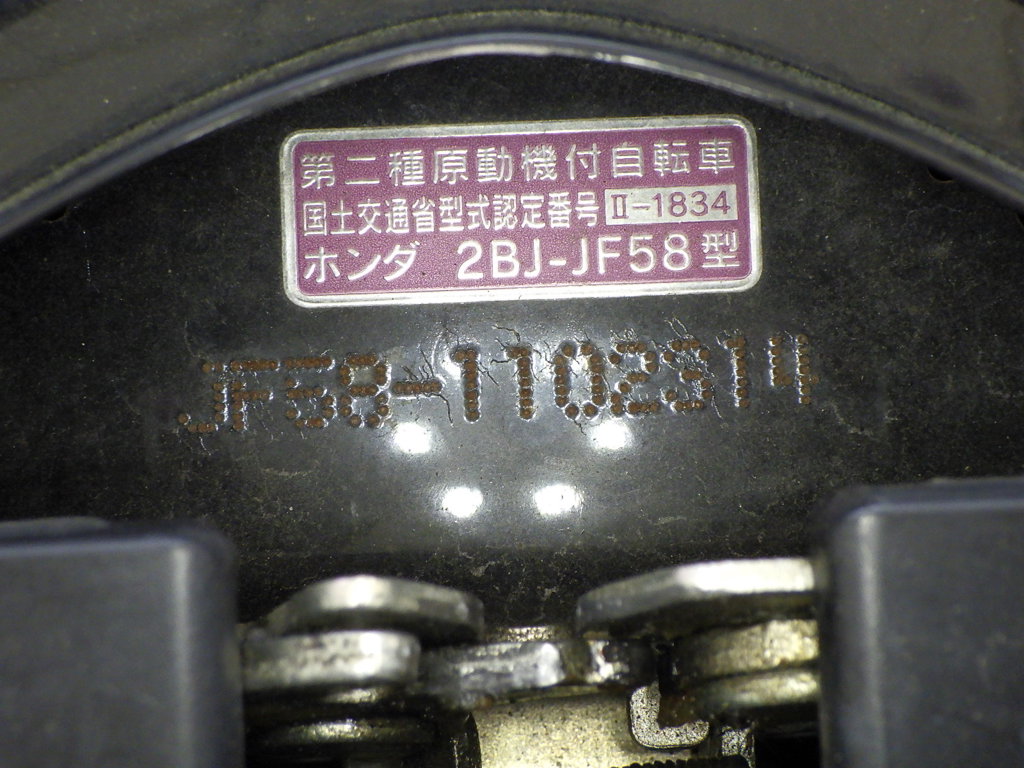 第二種原動機付自転車
国土交通省型式認定番号 Ⅱ-1834
ホンダ 2BJ-JF58型
JF58-1102314